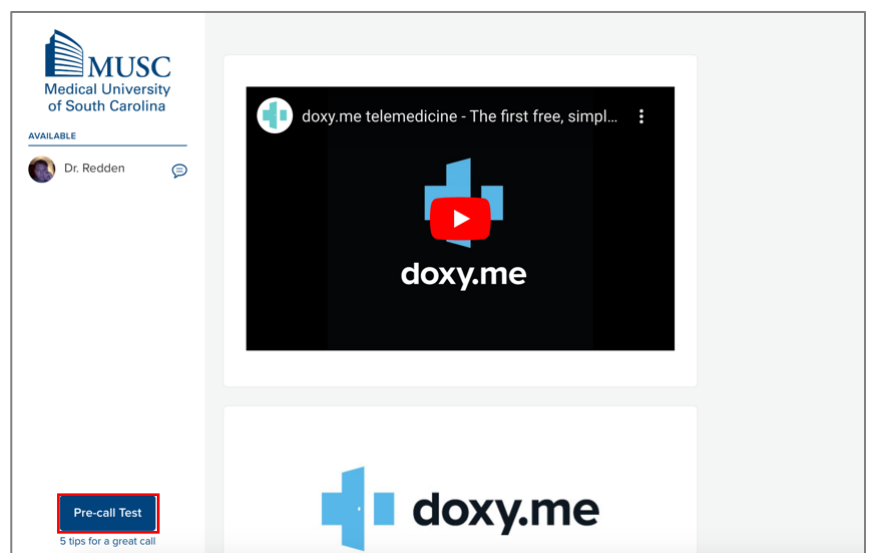 MUSC
Medical University
of South Carolina
AVAILABLE
Dr. Redden
Pre-call Test
5 tips for a great call
doxy.me telemedicine - The first free, simpl...
doxy.me
doxy.me